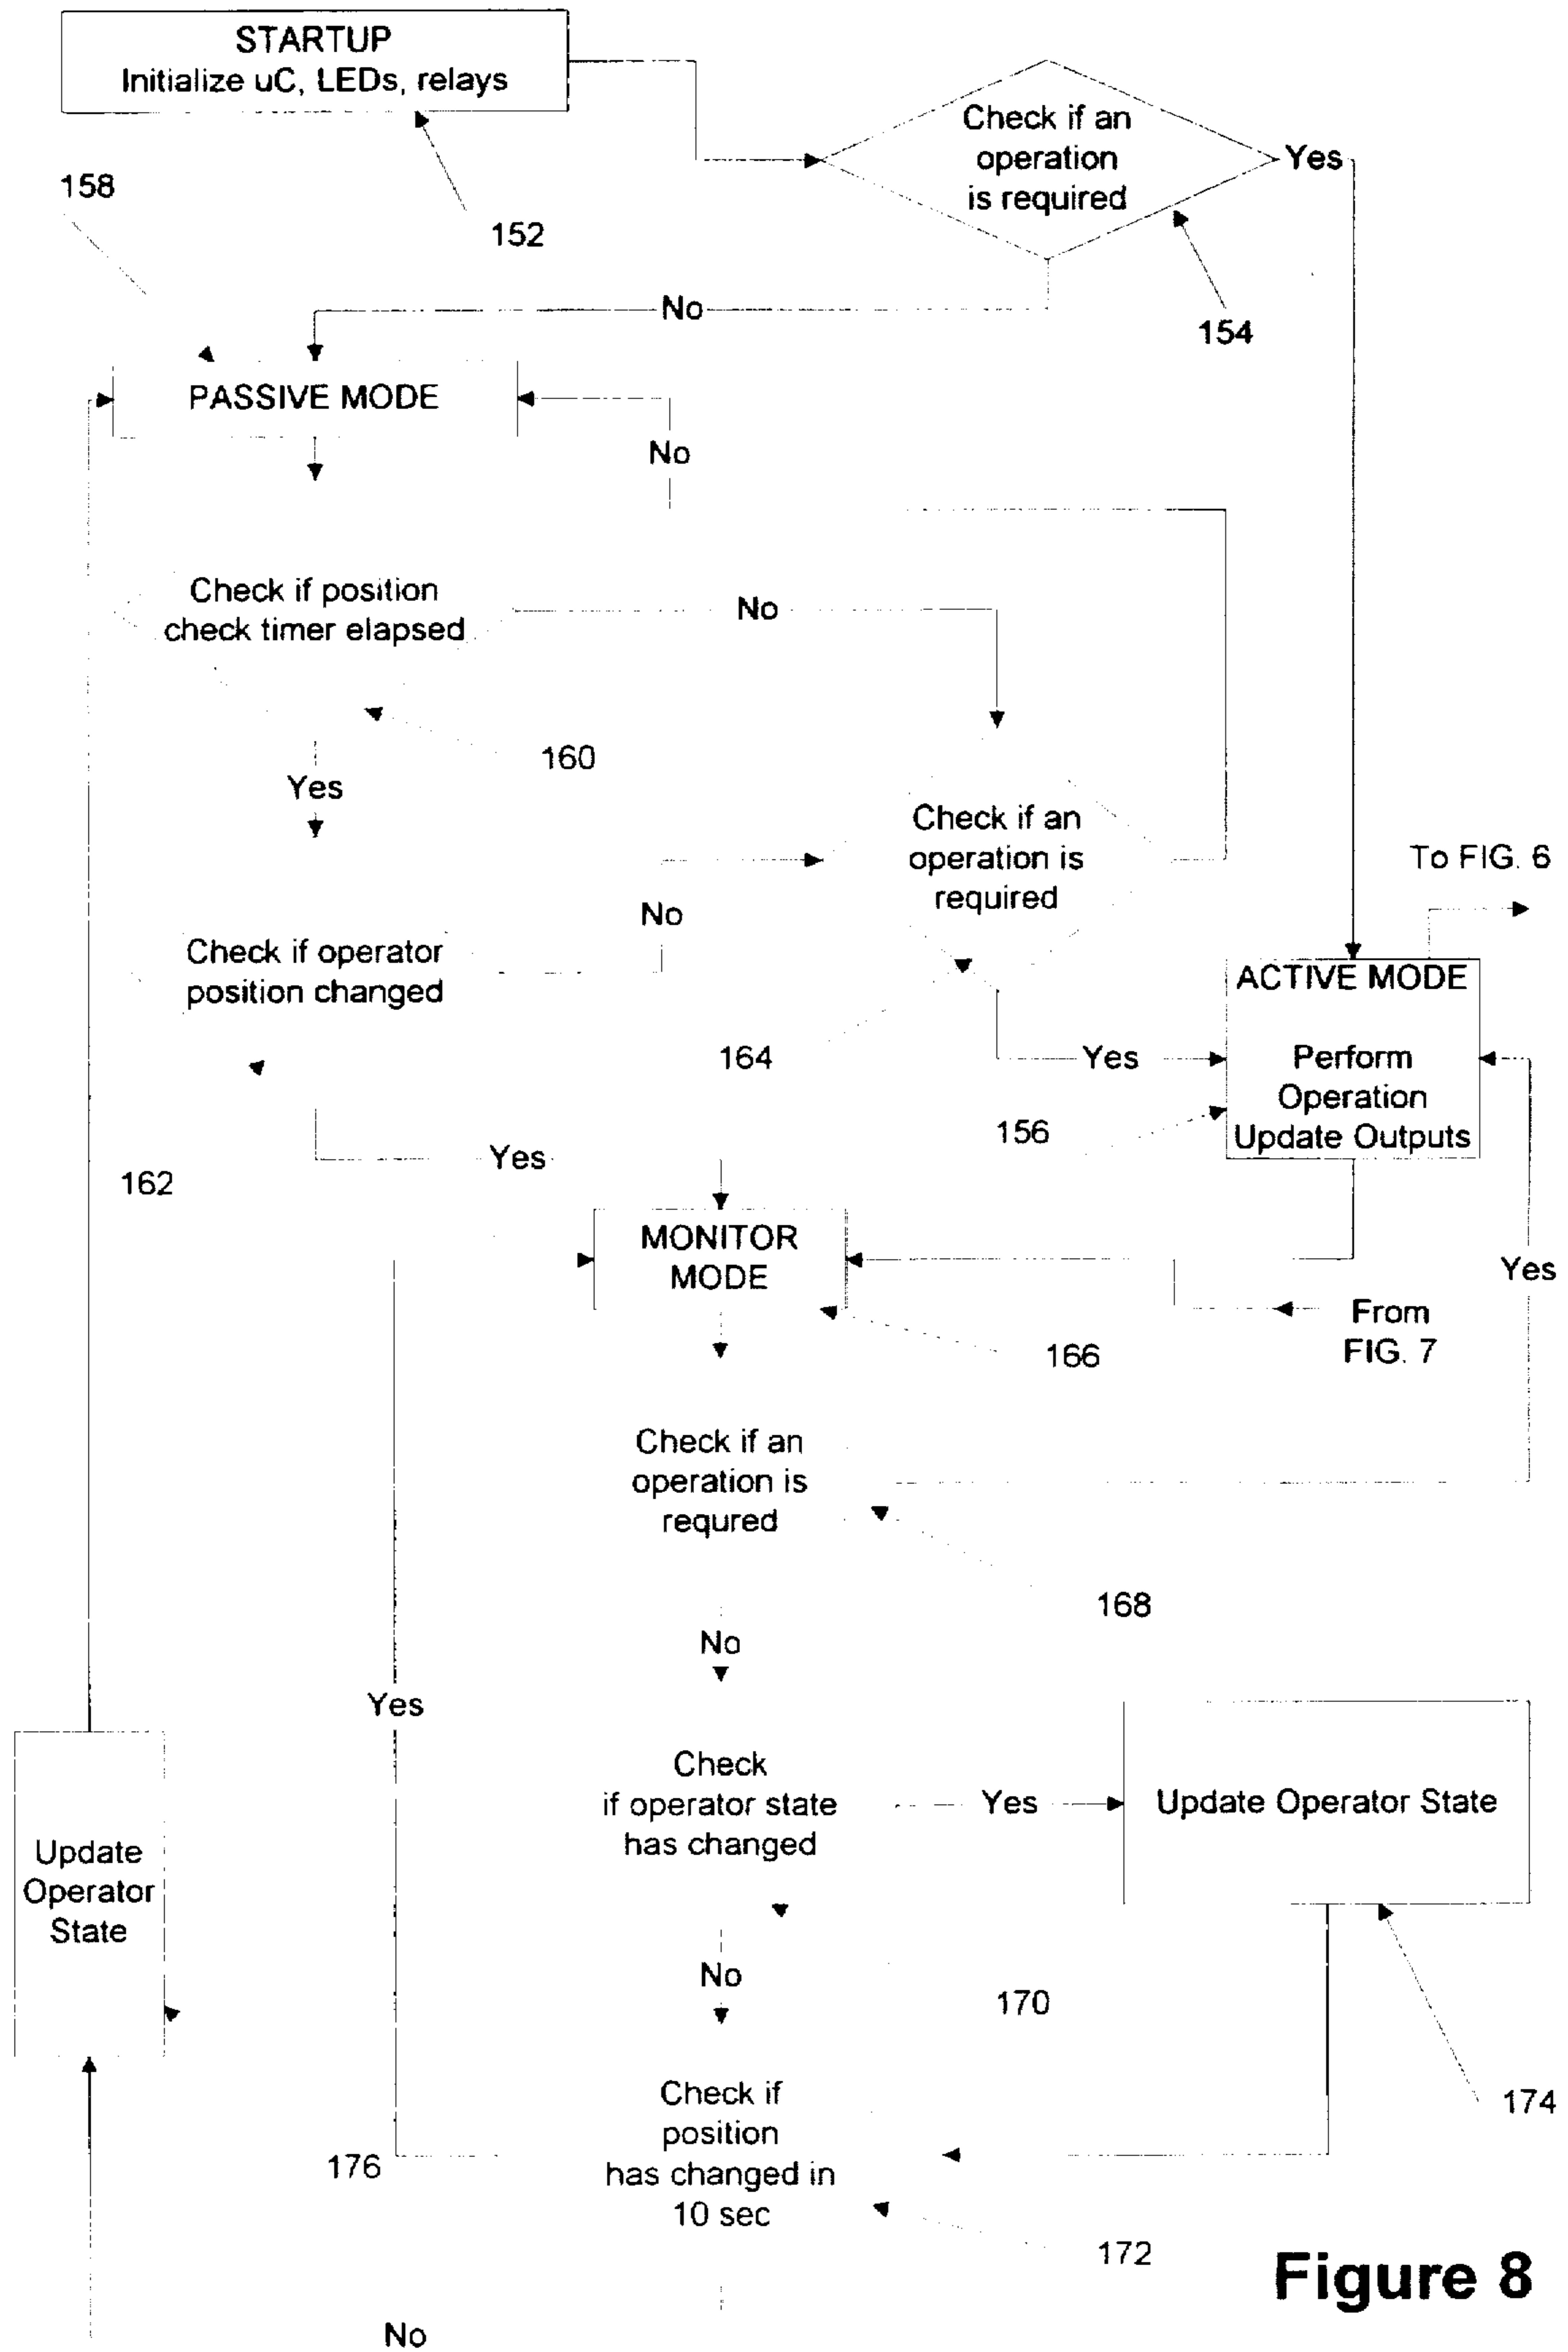 STARTUP
Initialize uC, LEDs, relays
Check if an
operation
is required
Yes
158
152
154
No
PASSIVE MODE
No
Check if position
check timer elapsed
No
160
Yes
Check if an
operation is
required
To FIG. 6
No
Check if operator
position changed
ACTIVE MODE
Perform
Operation
Update Outputs
164
Yes
156
162
Yes
MONITOR
MODE
Yes
From
FIG. 7
166
Check if an
operation is
requred
168
No
Yes
Check
if operator state
has changed
Yes
Update Operator State
Update
Operator
State
No
170
174
Check if
position
has changed in
10 sec
176
172
Figure 8
No